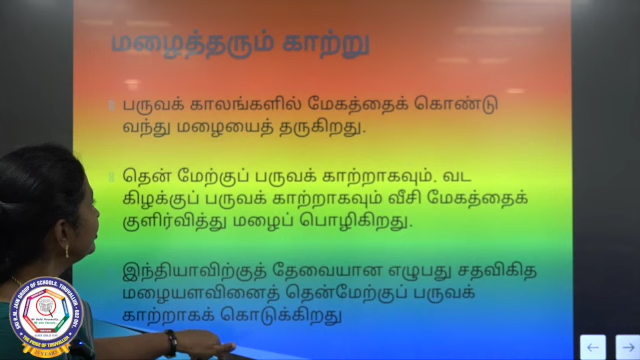 மழைத்தரும் காற்று
பருவக் காலங்களில் மேகத்தைக் கொண்டு
வந்து மழையைத் தருகிறது.
தென் மேற்குப் பருவக் காற்றாகவும். வட
கிழக்குப் பருவக் காற்றாகவும் வீசி மேகத்தைக்
குளிர்வித்து மழைப் பொழிகிறது.
இந்தியாவிற்குத் தேவையான எழுபது சதவிகித
மழையளவினைத் தென்மேற்குப் பருவக்
காற்றாகக் கொடுக்கிறது